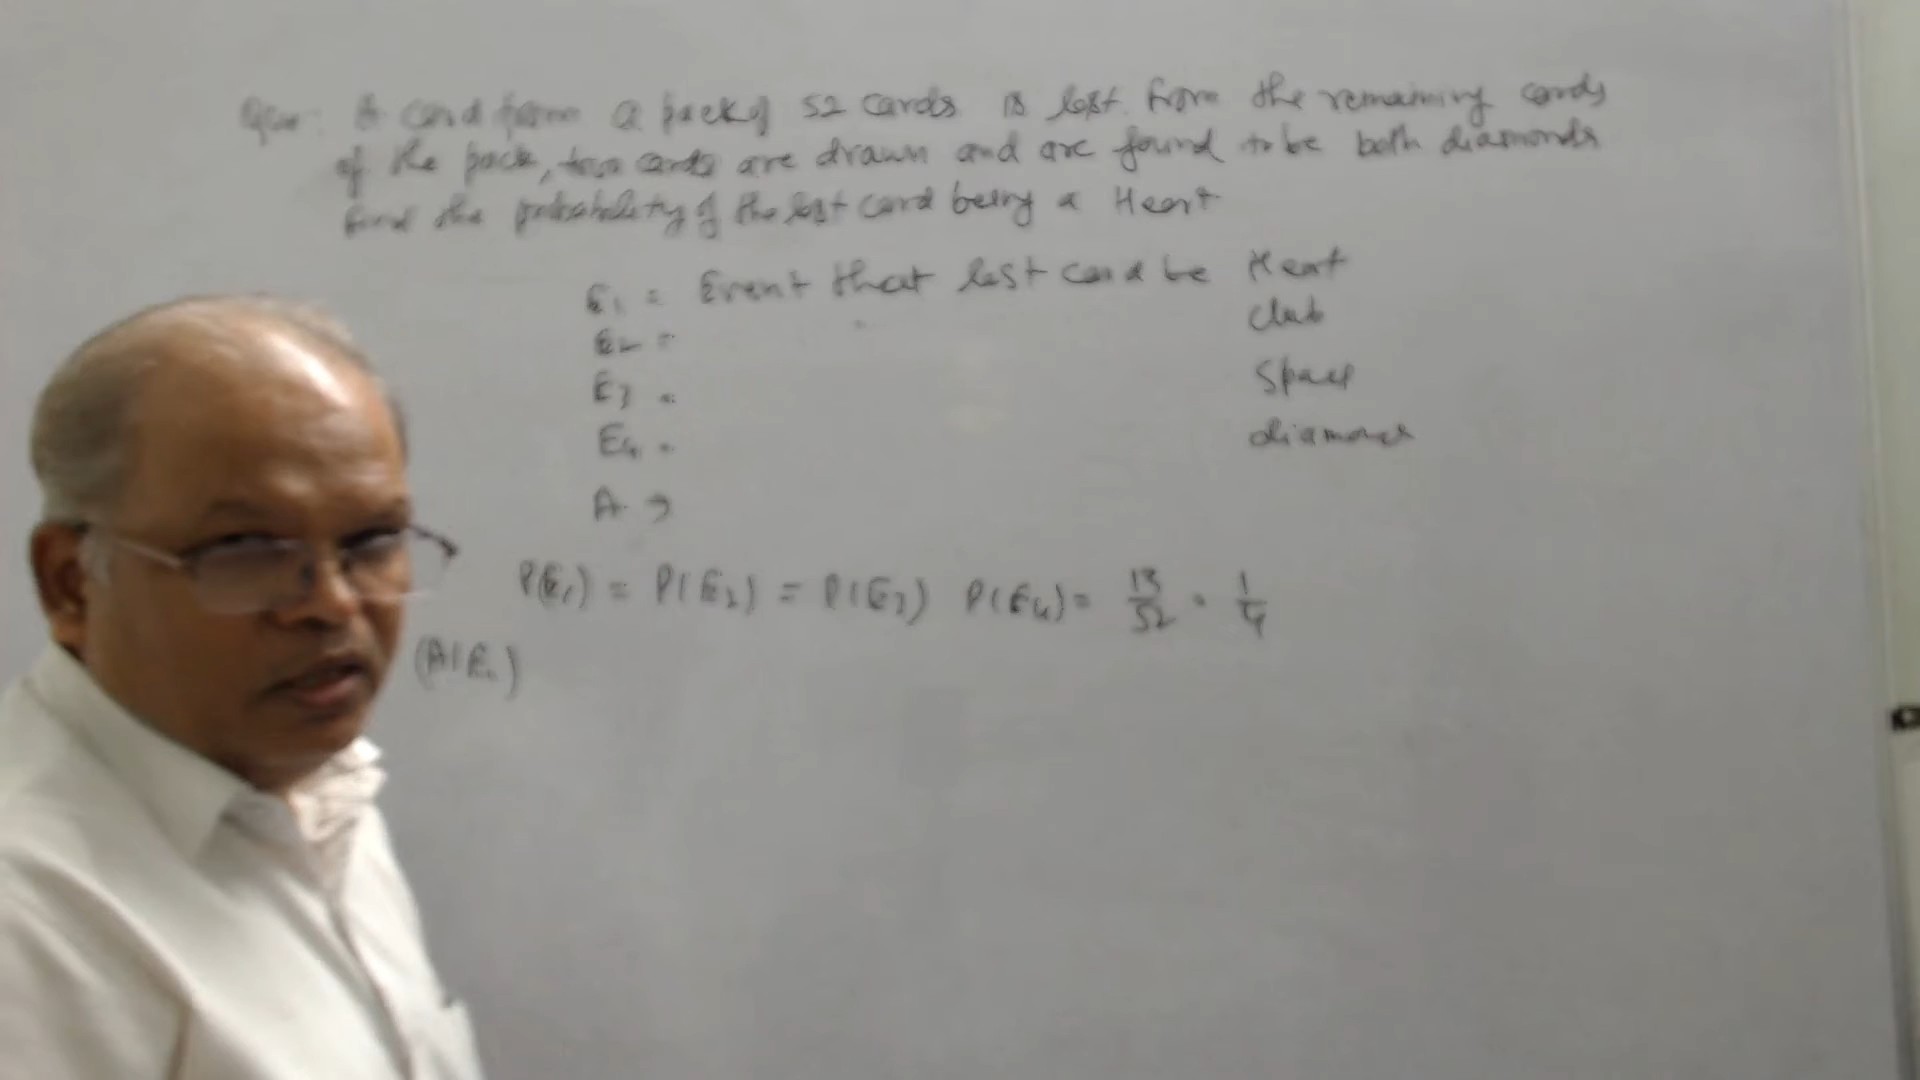 Que: A card from a pack of 52 cards is lost. From the remaining cards
of the pack, two cards are drawn and are found to be both diamonds
find the probability of the lost card being a Heart
E₁ = Event that lost card be Heart
E₂ = Club
E₃ = Spade
E₄ = diamond
A →
P(E₁) = P(E₂) = P(E₃) P(E₄) = 13/52 = 1/4
(A|E₁)